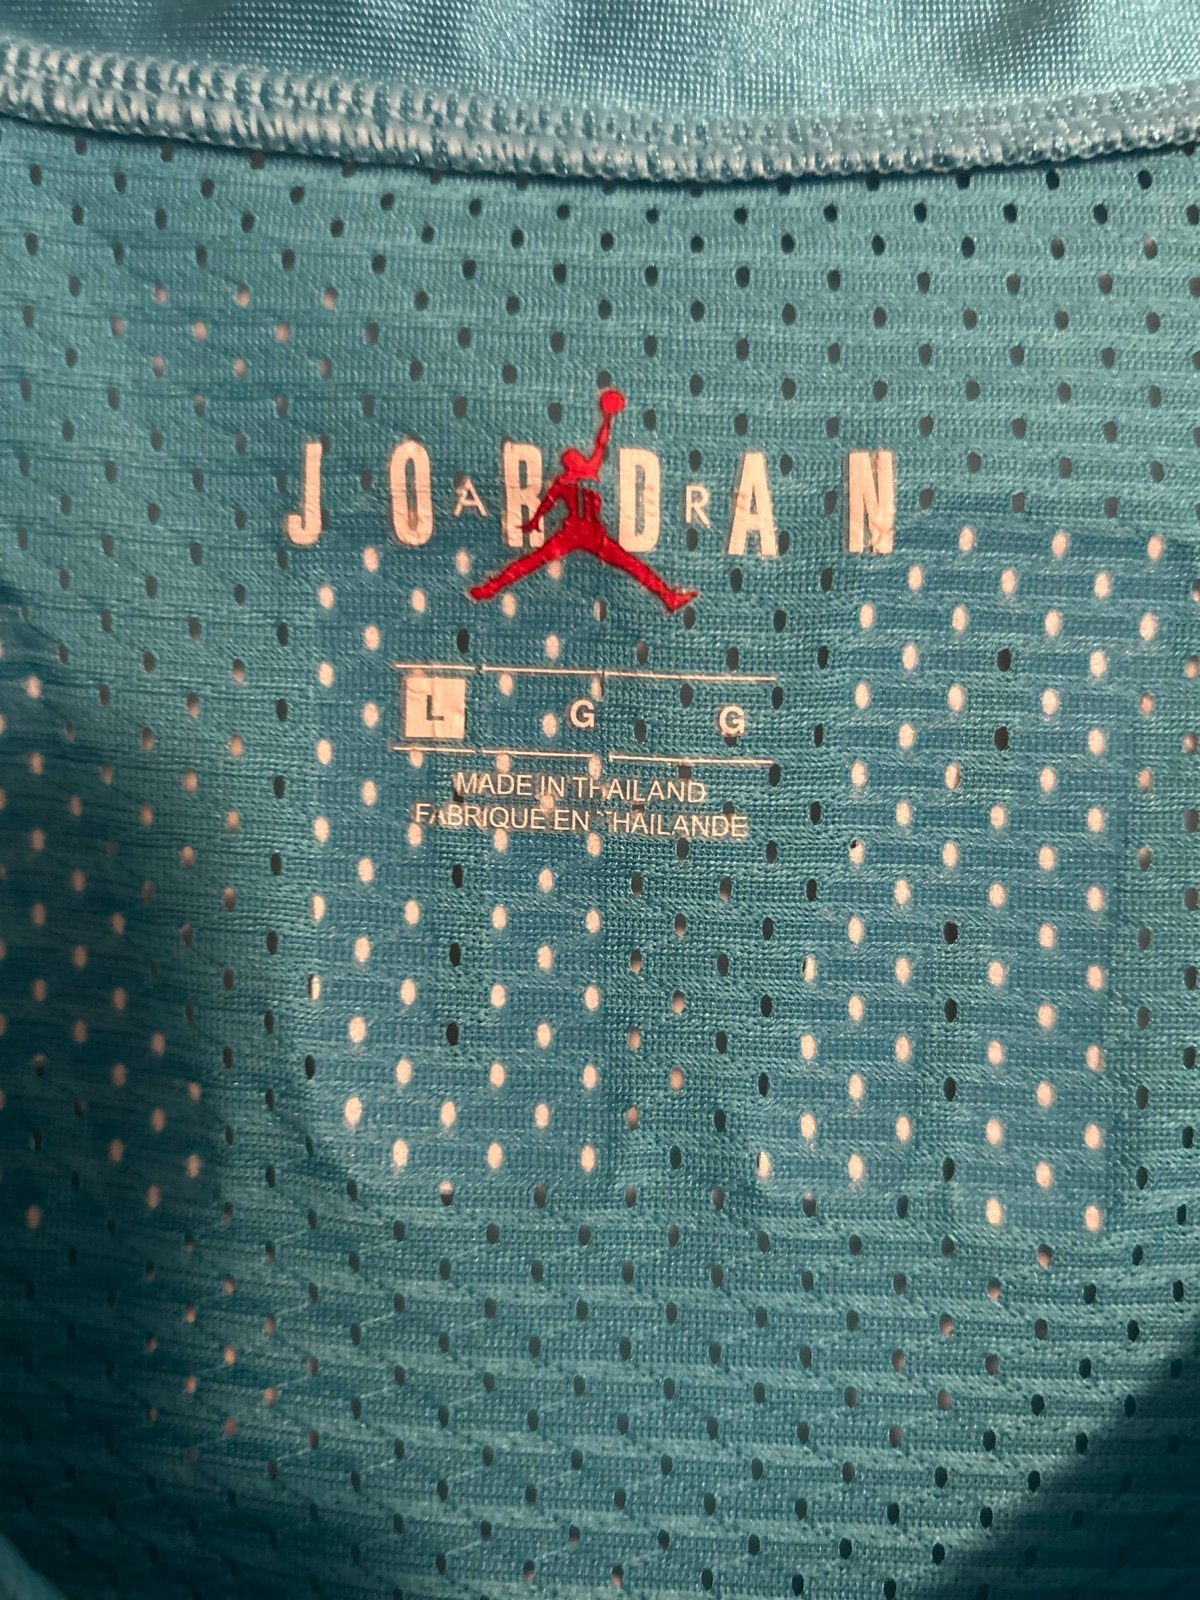 JORDAN
AIR
L G G
MADE IN THAILAND
FABRIQUE EN THAILANDE